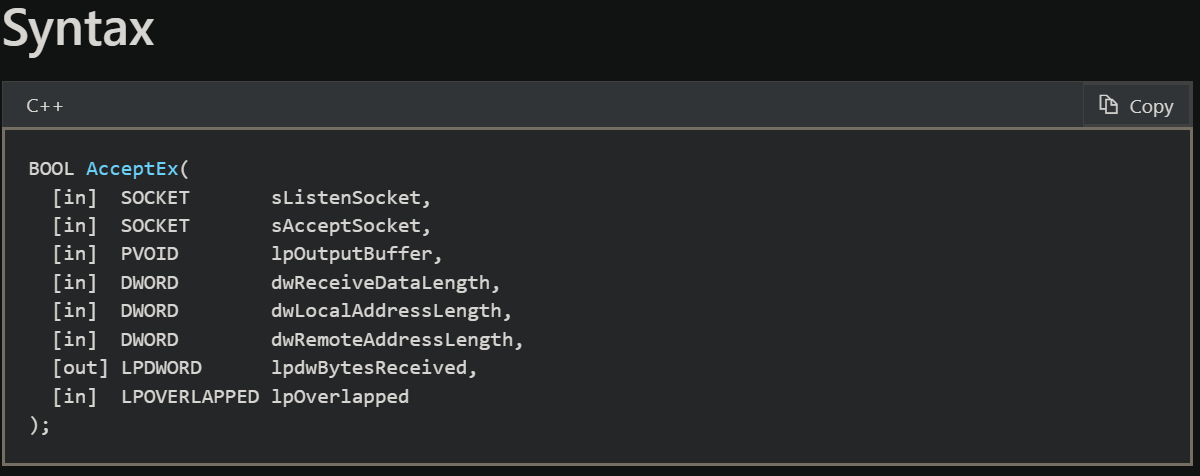 Syntax
C++
Copy
BOOL AcceptEx(
  [in]  SOCKET       sListenSocket,
  [in]  SOCKET       sAcceptSocket,
  [in]  PVOID        lpOutputBuffer,
  [in]  DWORD        dwReceiveDataLength,
  [in]  DWORD        dwLocalAddressLength,
  [in]  DWORD        dwRemoteAddressLength,
  [out] LPDWORD      lpdwBytesReceived,
  [in]  LPOVERLAPPED lpOverlapped
);